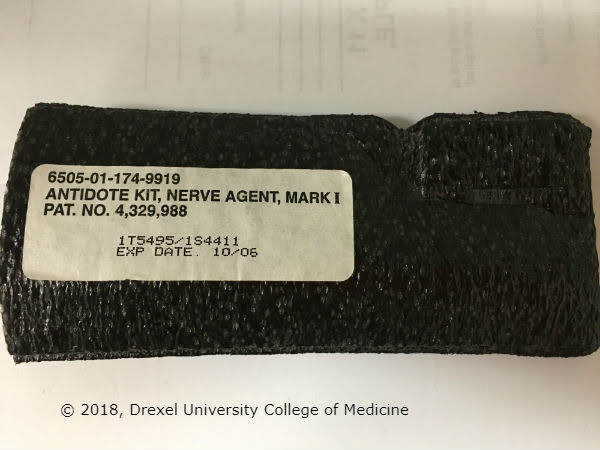 6505-01-174-9919
ANTIDOTE KIT, NERVE AGENT, MARK I
PAT. NO. 4,329,988
1T5495/1S4411
EXP DATE. 10/06
© 2018, Drexel University College of Medicine